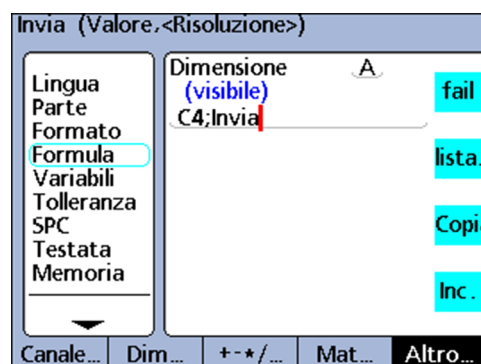 Invia (Valore,<Risoluzione>)
Lingua
Parte
Formato
Formula
Variabili
Tolleranza
SPC
Testata
Memoria
Dimensione A
(visibile)
C4;Invia
fail
lista.
Copi
Inc.
Canale... Dim... +-*/... Mat... Altro...